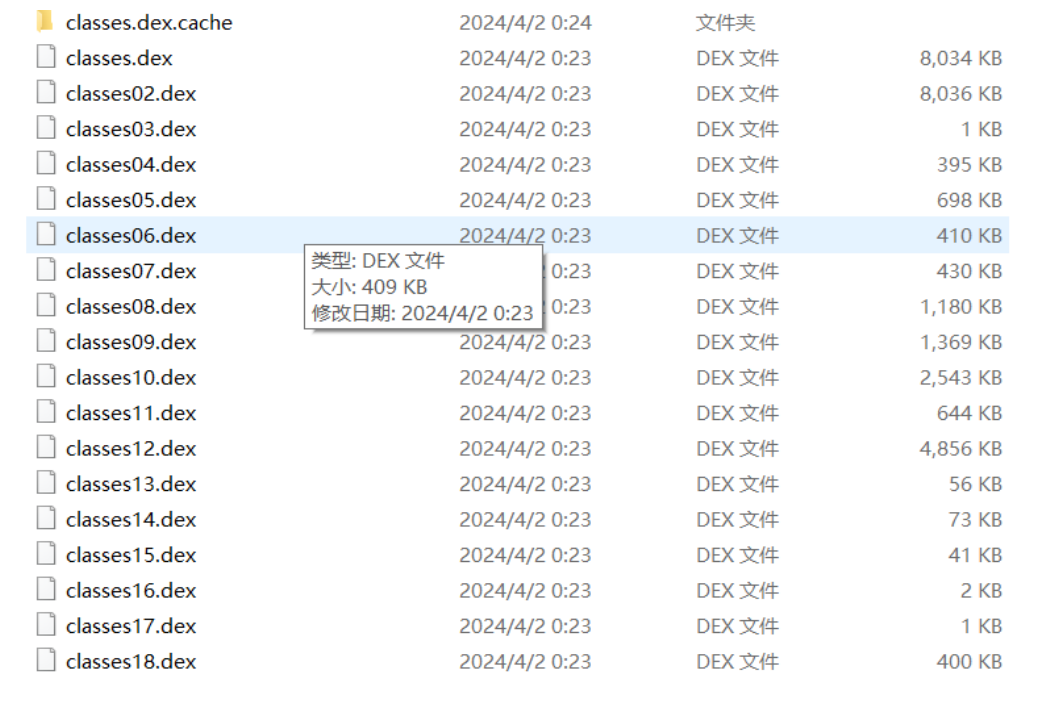 classes.dex.cache 2024/4/2 0:24 文件夹
classes.dex 2024/4/2 0:23 DEX 文件 8,034 KB
classes02.dex 2024/4/2 0:23 DEX 文件 8,036 KB
classes03.dex 2024/4/2 0:23 DEX 文件 1 KB
classes04.dex 2024/4/2 0:23 DEX 文件 395 KB
classes05.dex 2024/4/2 0:23 DEX 文件 698 KB
classes06.dex 2024/4/2 0:23 DEX 文件 410 KB
类型: DEX 文件
classes07.dex 0:23 DEX 文件 430 KB
大小: 409 KB
classes08.dex 0:23 DEX 文件 1,180 KB
修改日期: 2024/4/2 0:23
classes09.dex 2024/4/2 0:23 DEX 文件 1,369 KB
classes10.dex 2024/4/2 0:23 DEX 文件 2,543 KB
classes11.dex 2024/4/2 0:23 DEX 文件 644 KB
classes12.dex 2024/4/2 0:23 DEX 文件 4,856 KB
classes13.dex 2024/4/2 0:23 DEX 文件 56 KB
classes14.dex 2024/4/2 0:23 DEX 文件 73 KB
classes15.dex 2024/4/2 0:23 DEX 文件 41 KB
classes16.dex 2024/4/2 0:23 DEX 文件 2 KB
classes17.dex 2024/4/2 0:23 DEX 文件 1 KB
classes18.dex 2024/4/2 0:23 DEX 文件 400 KB